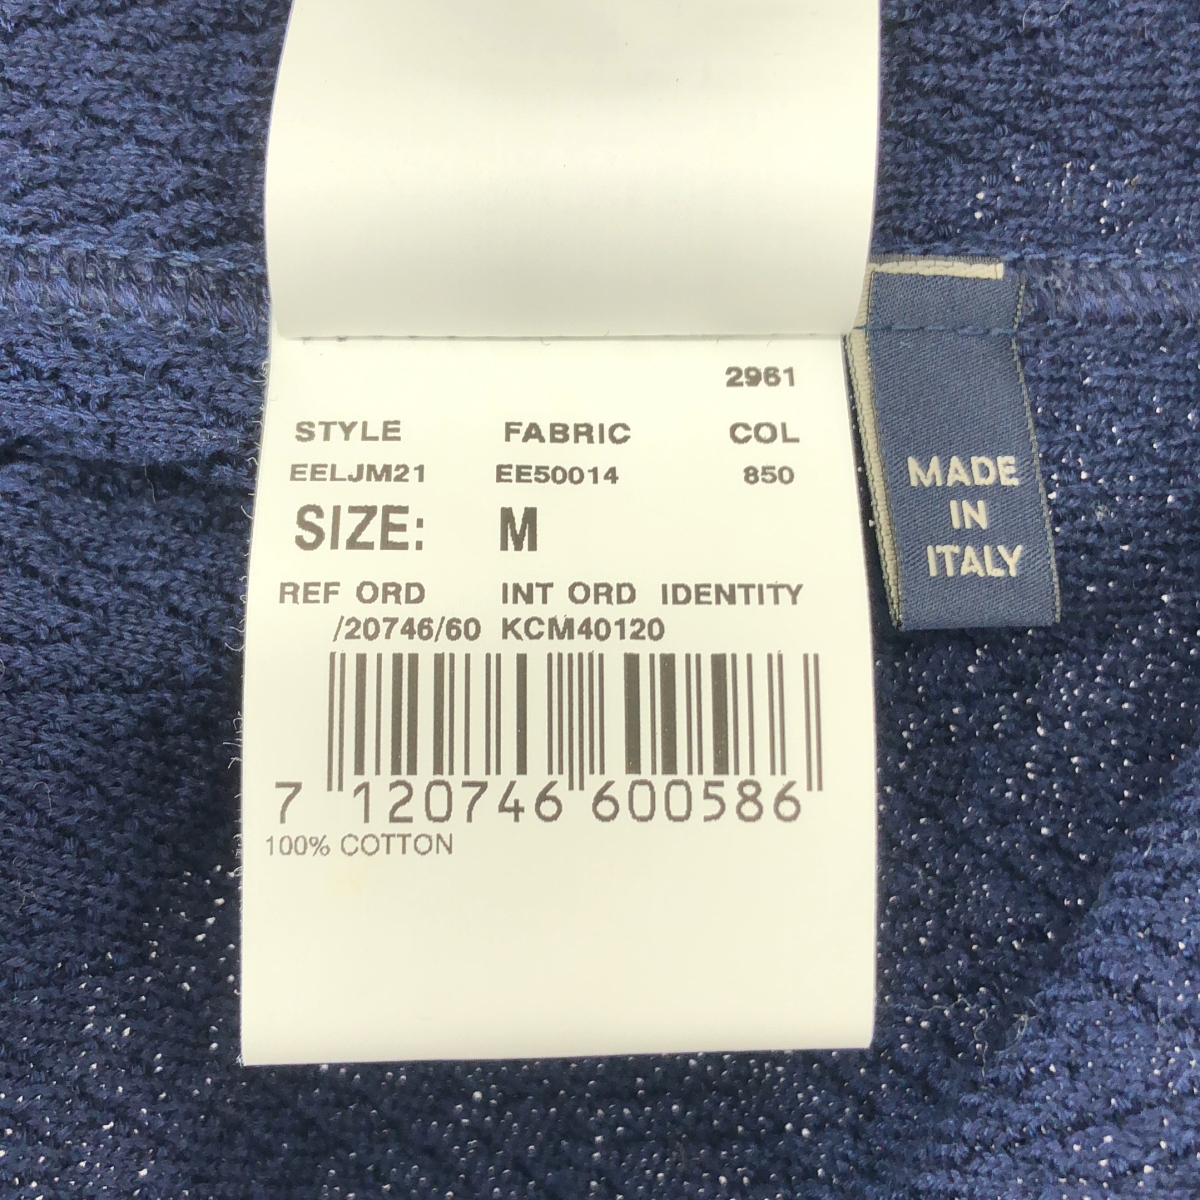 2961
STYLE FABRIC COL
EELJM21 EE50014 850
SIZE: M
REF ORD INT ORD IDENTITY
/20746/60 KCM40120
7 120746 600586
100% COTTON
MADE
IN
ITALY